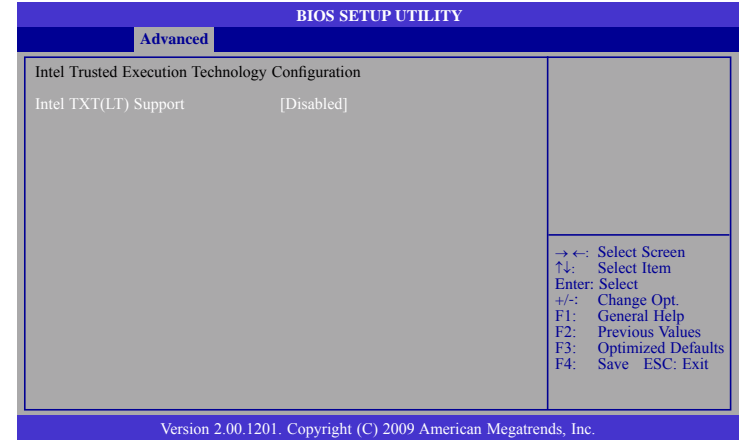 BIOS SETUP UTILITY
Advanced
Intel Trusted Execution Technology Configuration
Intel TXT(LT) Support [Disabled]
→ ←: Select Screen
↑↓: Select Item
Enter: Select
+/-: Change Opt.
F1: General Help
F2: Previous Values
F3: Optimized Defaults
F4: Save ESC: Exit
Version 2.00.1201. Copyright (C) 2009 American Megatrends, Inc.